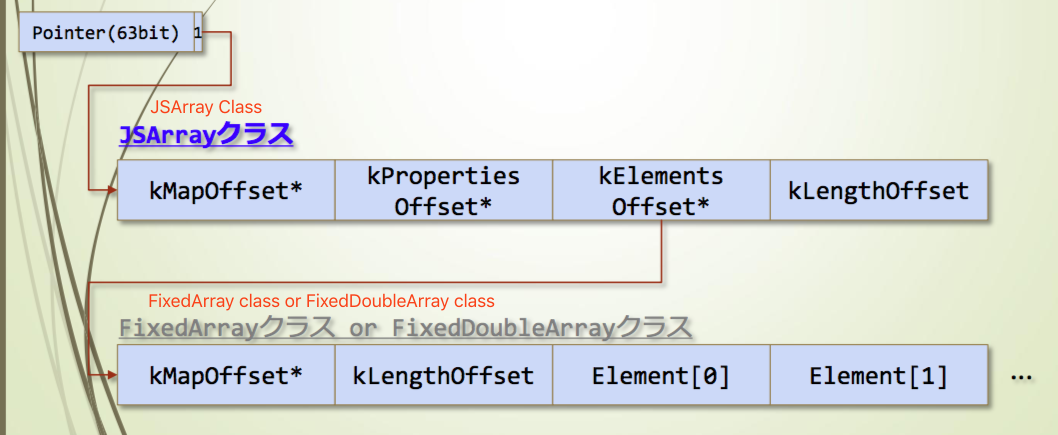 Pointer(63bit) 1
JSArray Class
JSArrayクラス
kMapOffset*
kProperties
Offset*
kElements
Offset*
kLengthOffset
FixedArray class or FixedDoubleArray class
FixedArrayクラス or FixedDoubleArrayクラス
kMapOffset*
kLengthOffset
Element[0]
Element[1]
…